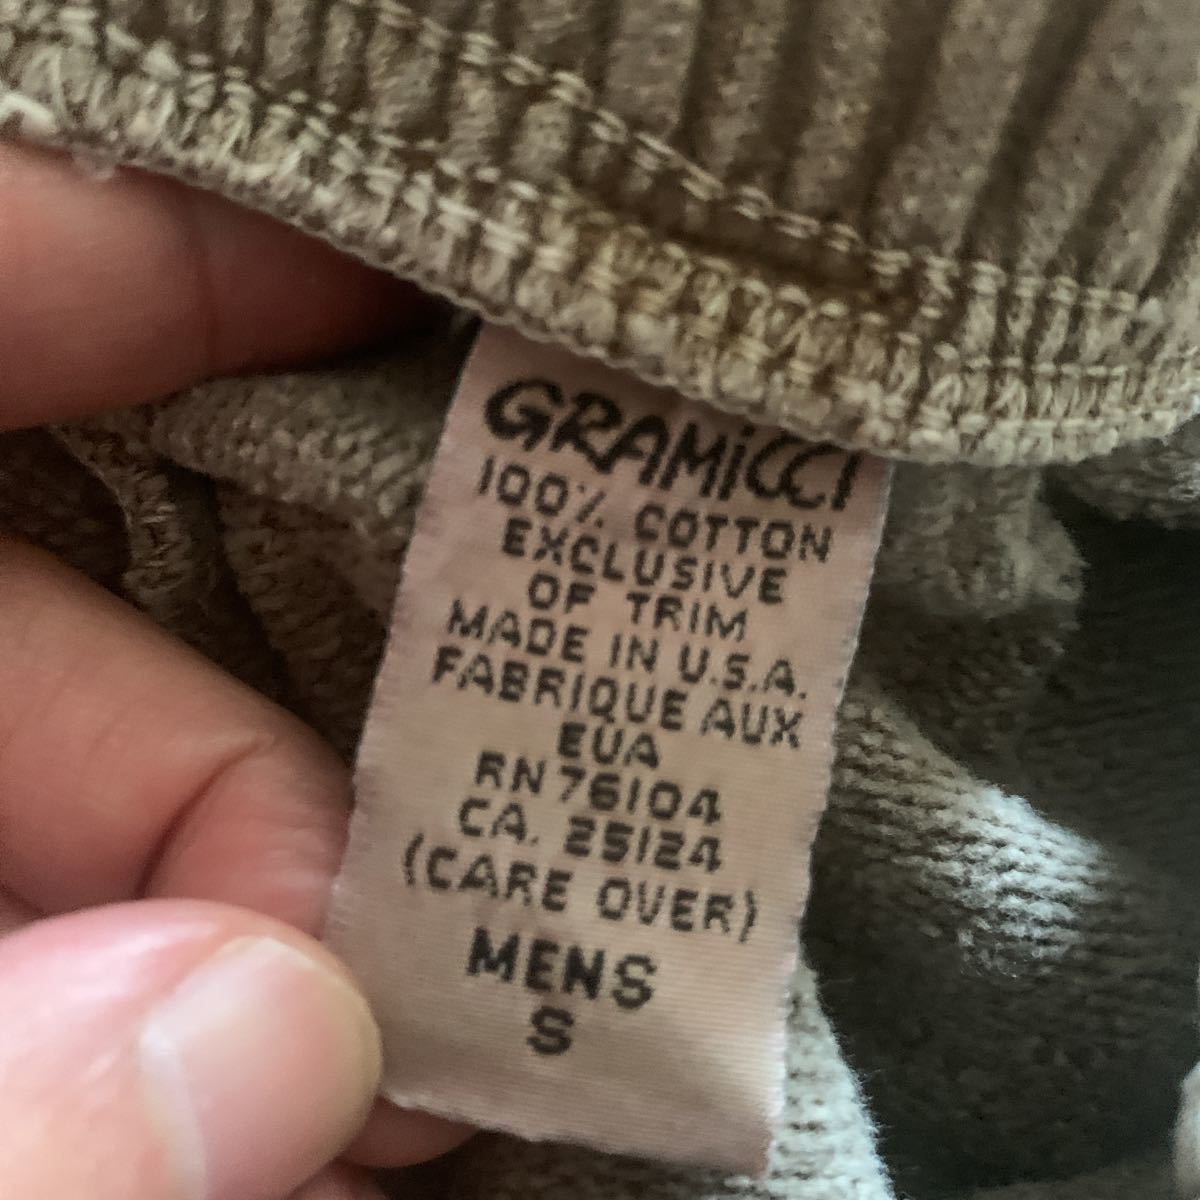 GRAMiCCi
100% COTTON
EXCLUSIVE
OF TRIM
MADE IN U.S.A.
FABRIQUE AUX
EUA
RN 76104
CA. 25124
(CARE OVER)
MENS
S